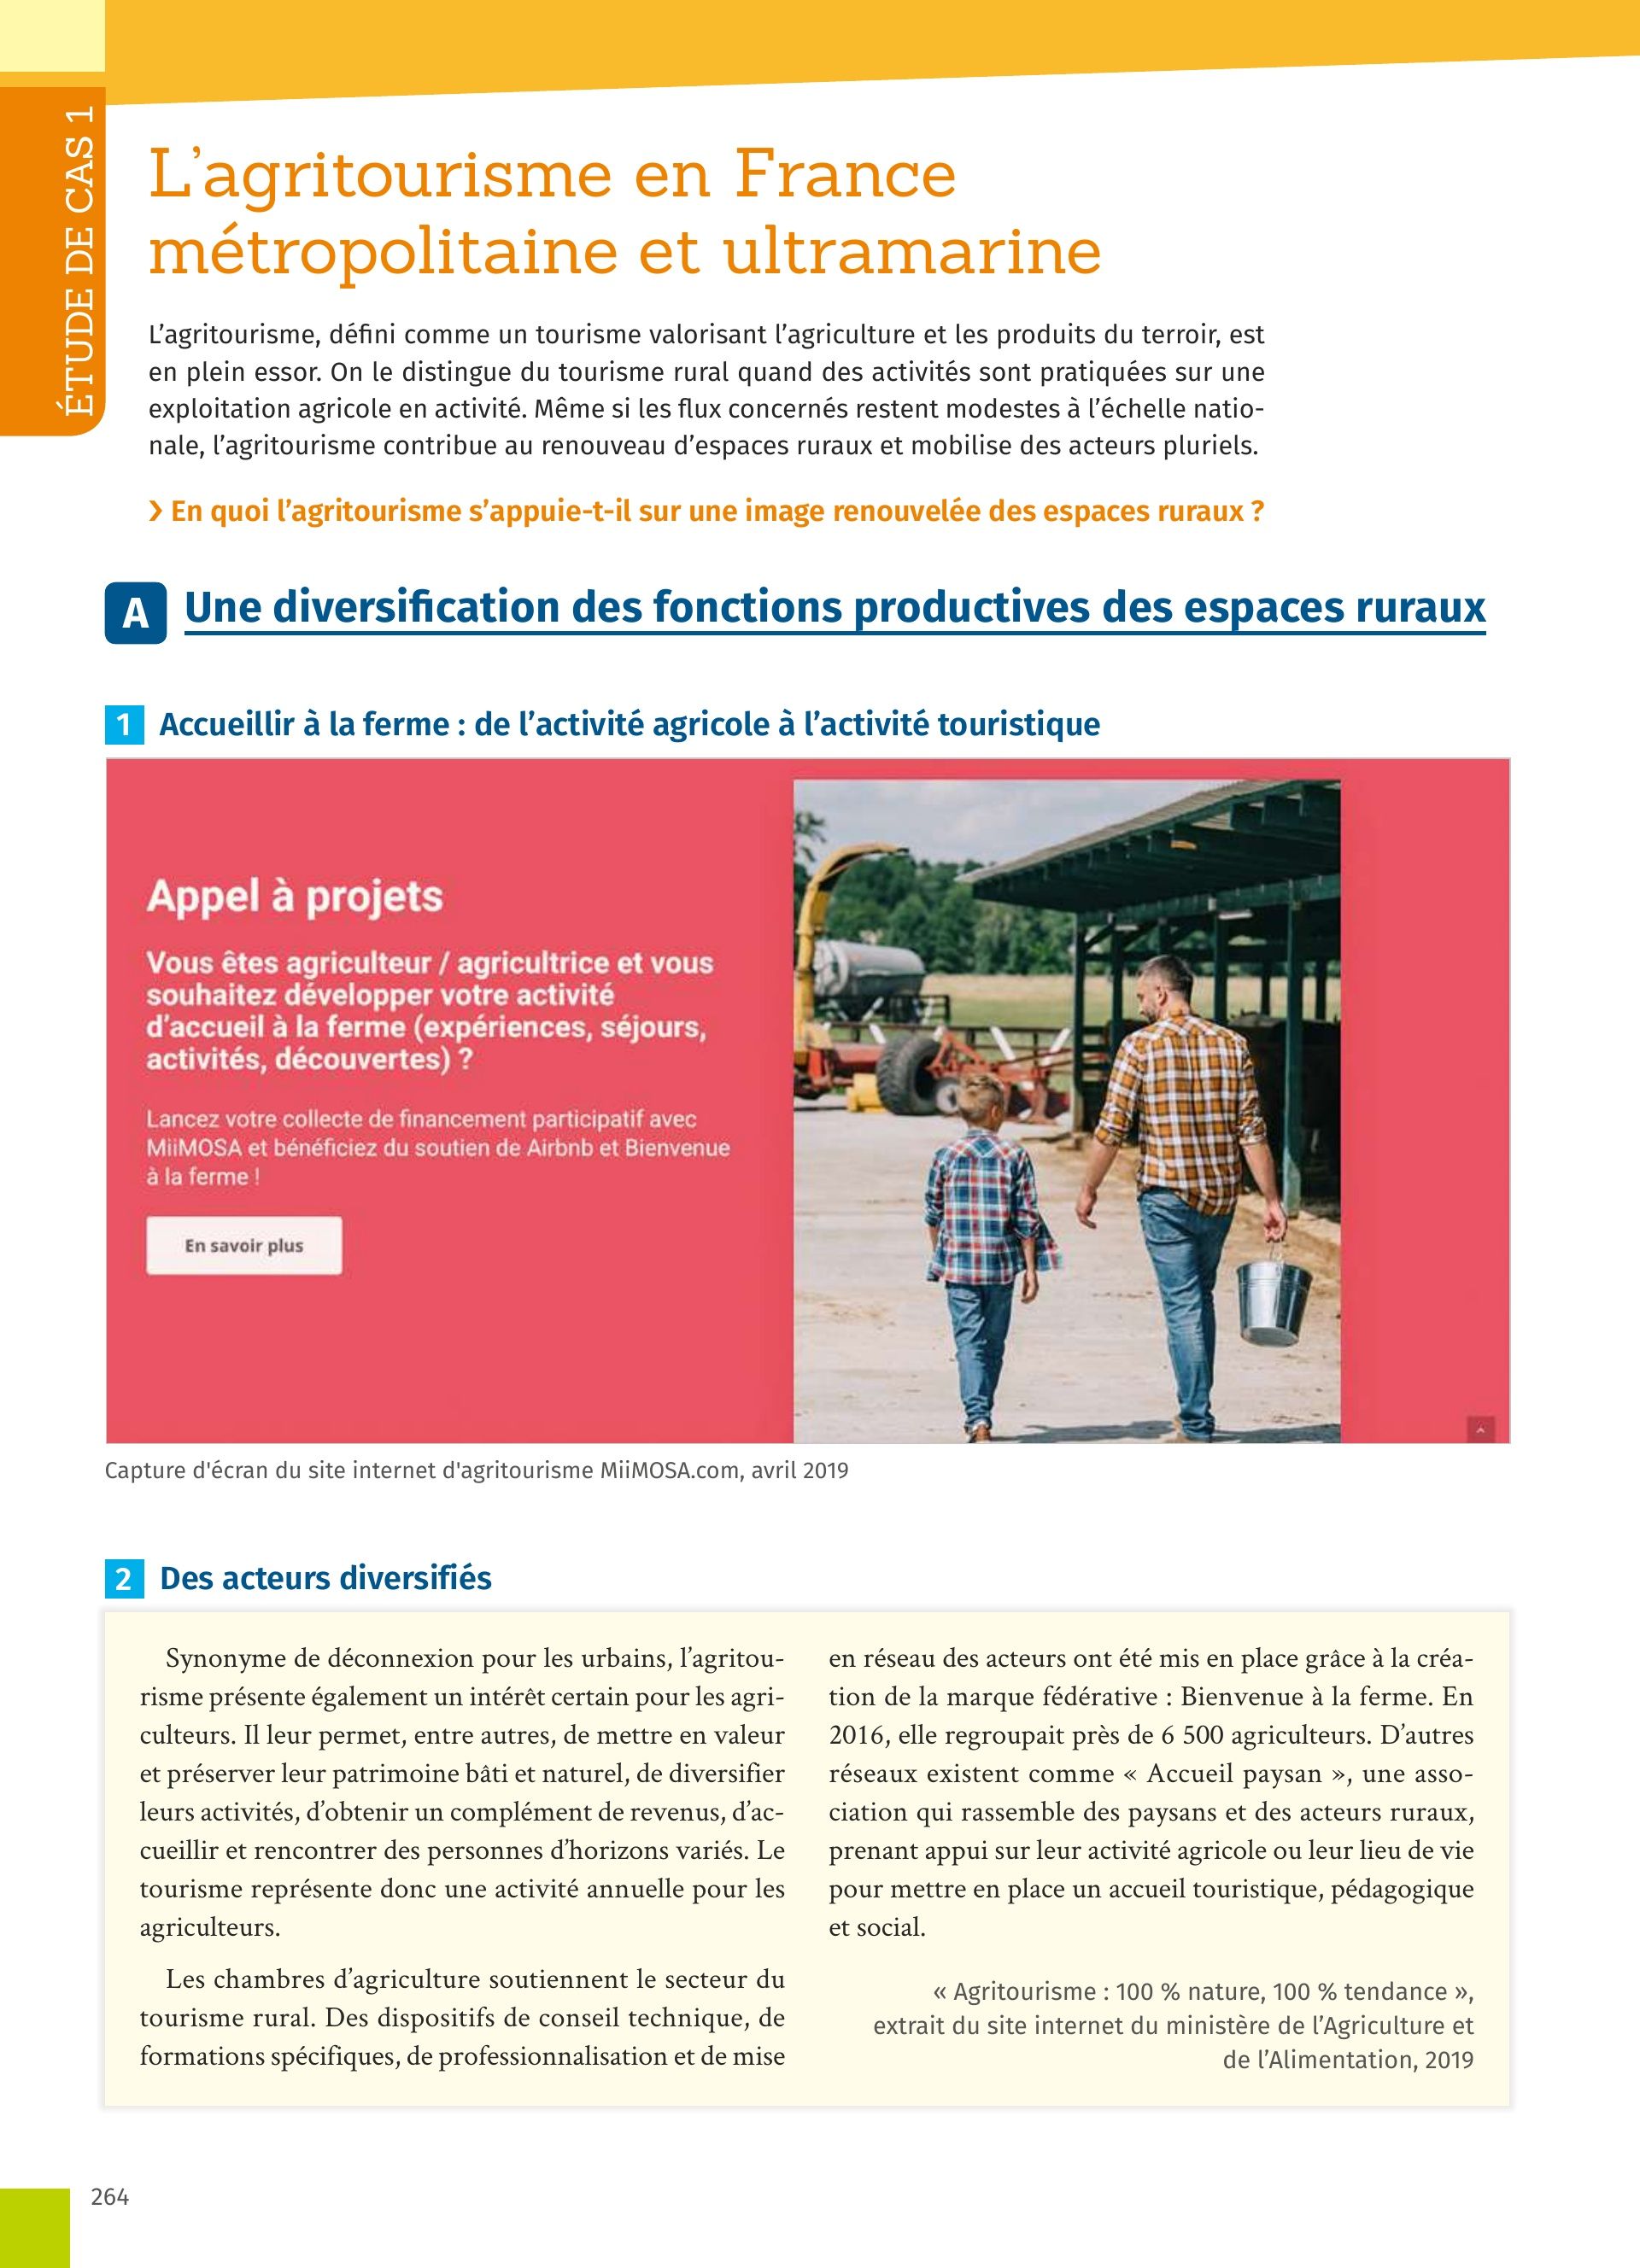 ÉTUDE DE CAS 1
L’agritourisme en France
métropolitaine et ultramarine
L’agritourisme, défini comme un tourisme valorisant l’agriculture et les produits du terroir, est
en plein essor. On le distingue du tourisme rural quand des activités sont pratiquées sur une
exploitation agricole en activité. Même si les flux concernés restent modestes à l’échelle natio-
nale, l’agritourisme contribue au renouveau d’espaces ruraux et mobilise des acteurs pluriels.
› En quoi l’agritourisme s’appuie-t-il sur une image renouvelée des espaces ruraux ?
A Une diversification des fonctions productives des espaces ruraux
1 Accueillir à la ferme : de l’activité agricole à l’activité touristique
Appel à projets
Vous êtes agriculteur / agricultrice et vous
souhaitez développer votre activité
d’accueil à la ferme (expériences, séjours,
activités, découvertes) ?
Lancez votre collecte de financement participatif avec
MiiMOSA et bénéficiez du soutien de Airbnb et Bienvenue
à la ferme !
En savoir plus
Capture d'écran du site internet d'agritourisme MiiMOSA.com, avril 2019
2 Des acteurs diversifiés
Synonyme de déconnexion pour les urbains, l’agritou-
risme présente également un intérêt certain pour les agri-
culteurs. Il leur permet, entre autres, de mettre en valeur
et préserver leur patrimoine bâti et naturel, de diversifier
leurs activités, d’obtenir un complément de revenus, d’ac-
cueillir et rencontrer des personnes d’horizons variés. Le
tourisme représente donc une activité annuelle pour les
agriculteurs.
Les chambres d’agriculture soutiennent le secteur du
tourisme rural. Des dispositifs de conseil technique, de
formations spécifiques, de professionnalisation et de mise
en réseau des acteurs ont été mis en place grâce à la créa-
tion de la marque fédérative : Bienvenue à la ferme. En
2016, elle regroupait près de 6 500 agriculteurs. D’autres
réseaux existent comme « Accueil paysan », une asso-
ciation qui rassemble des paysans et des acteurs ruraux,
prenant appui sur leur activité agricole ou leur lieu de vie
pour mettre en place un accueil touristique, pédagogique
et social.
« Agritourisme : 100 % nature, 100 % tendance »,
extrait du site internet du ministère de l’Agriculture et
de l’Alimentation, 2019
264